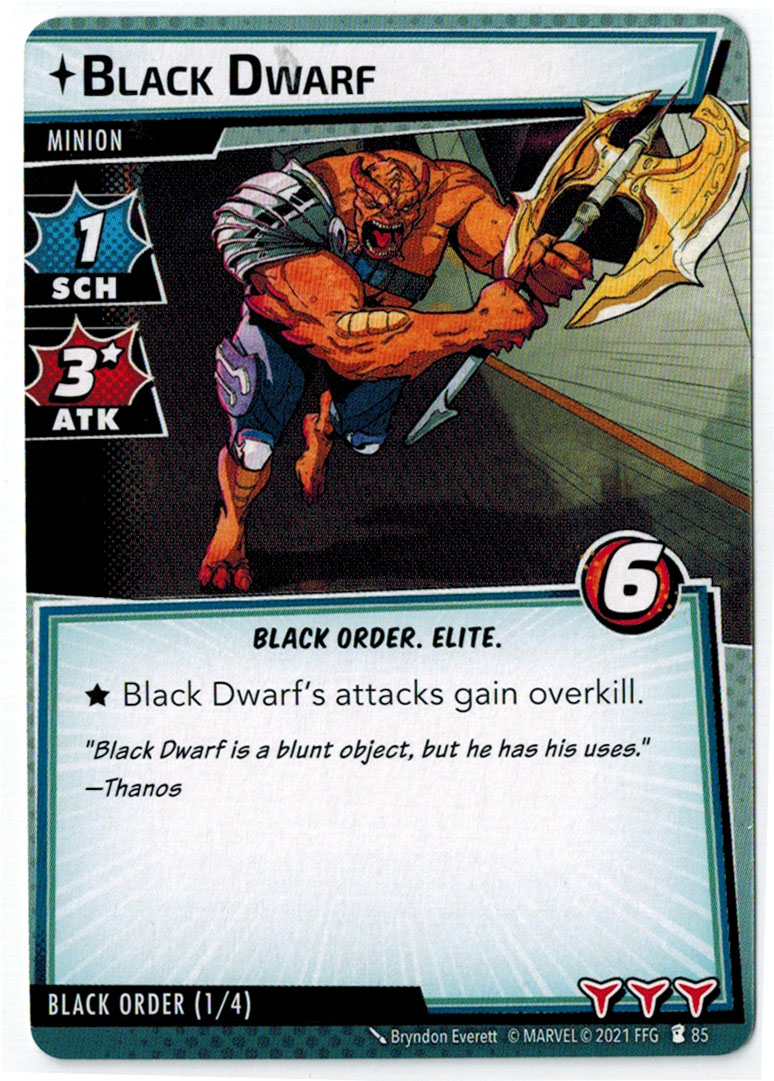 BLACK DWARF
MINION
1
SCH
3
ATK
6
BLACK ORDER. ELITE.
★ Black Dwarf's attacks gain overkill.
"Black Dwarf is a blunt object, but he has his uses."
—Thanos
BLACK ORDER (1/4)
Bryndon Everett © MARVEL © 2021 FFG 85